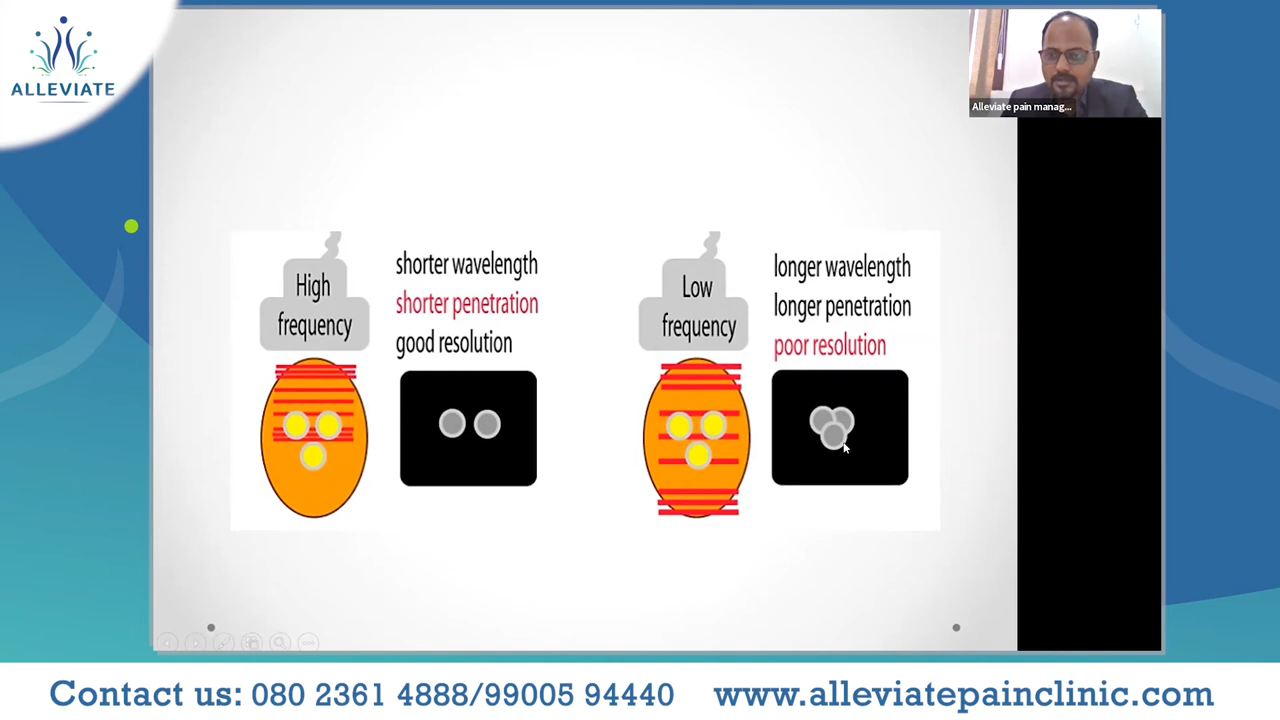 ALLEVIATE
Alleviate pain manag...
High
frequency
shorter wavelength
shorter penetration
good resolution
Low
frequency
longer wavelength
longer penetration
poor resolution
Contact us: 080 2361 4888/99005 94440 www.alleviatepainclinic.com